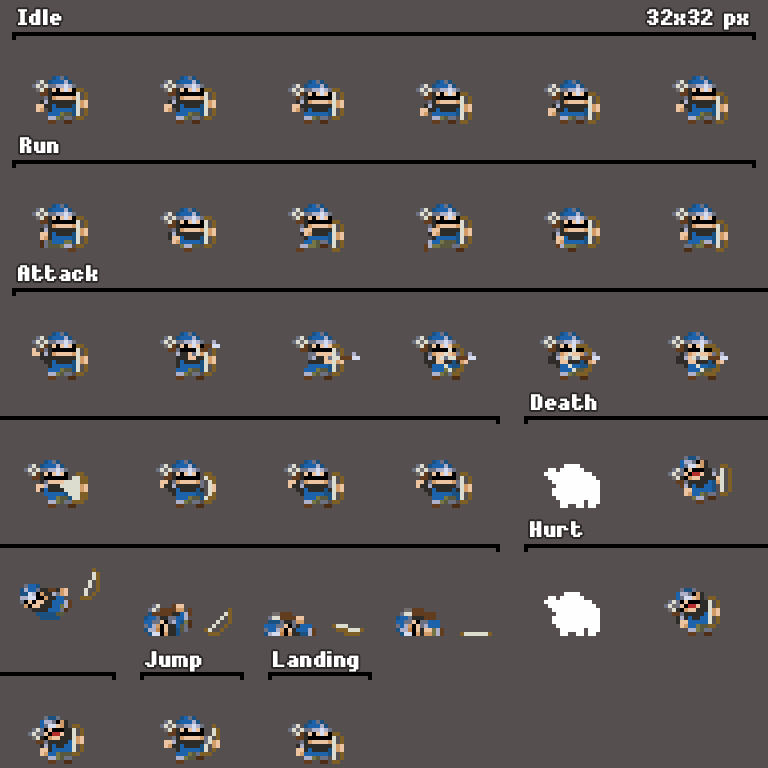 Idle 32x32 px
Run
Attack
Death
Hurt
Jump Landing